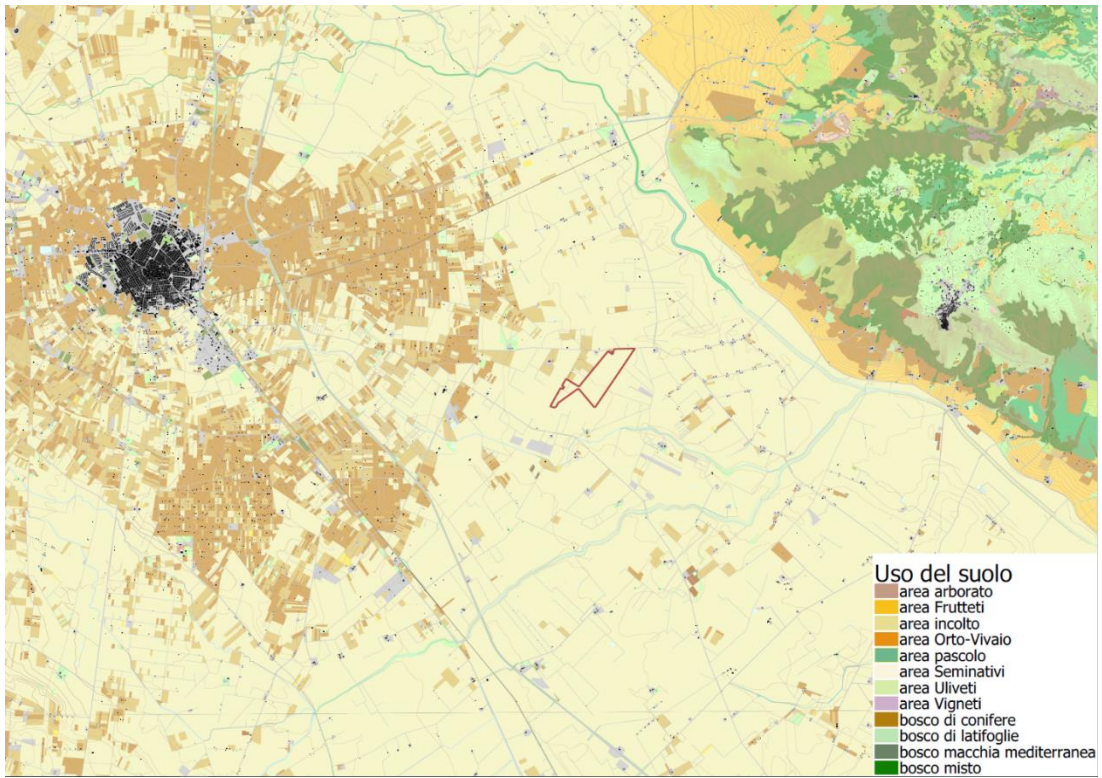 Uso del suolo
area arborato
area Frutteti
area incolto
area Orto-Vivaio
area pascolo
area Seminativi
area Uliveti
area Vigneti
bosco di conifere
bosco di latifoglie
bosco macchia mediterranea
bosco misto